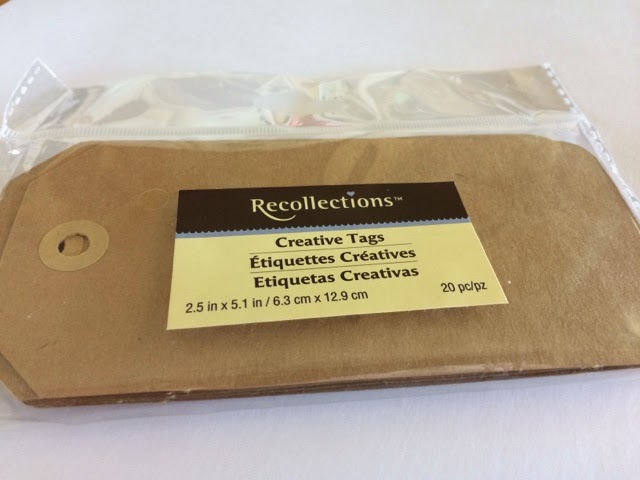 Recollections™
Creative Tags
Étiquettes Créatives
Etiquetas Creativas
2.5 in x 5.1 in / 6.3 cm x 12.9 cm
20 pc/pz